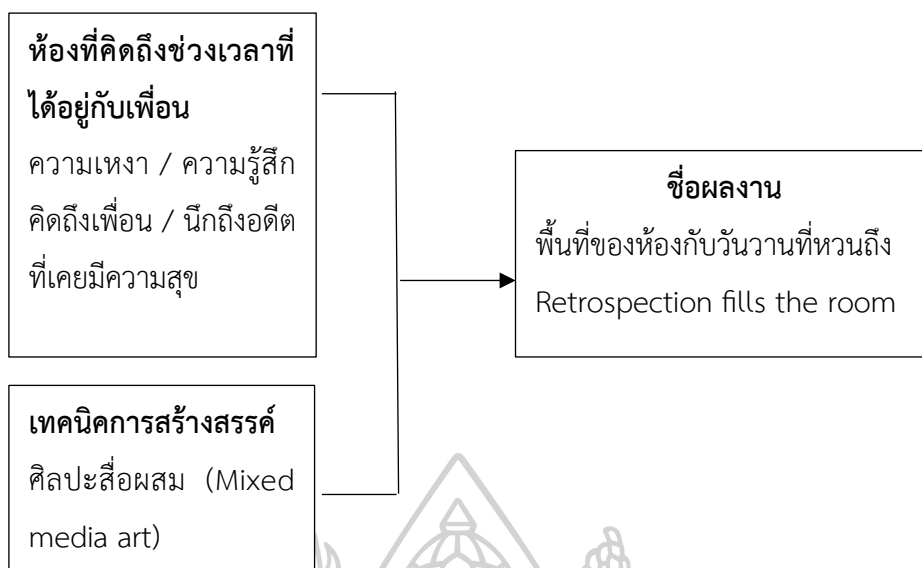 ห้องที่คิดถึงช่วงเวลาที่
ได้อยู่กับเพื่อน
ความเหงา / ความรู้สึก
คิดถึงเพื่อน / นึกถึงอดีต
ที่เคยมีความสุข
เทคนิคการสร้างสรรค์
ศิลปะสื่อผสม (Mixed
media art)
ชื่อผลงาน
พื้นที่ของห้องกับวันวานที่หวนถึง
Retrospection fills the room